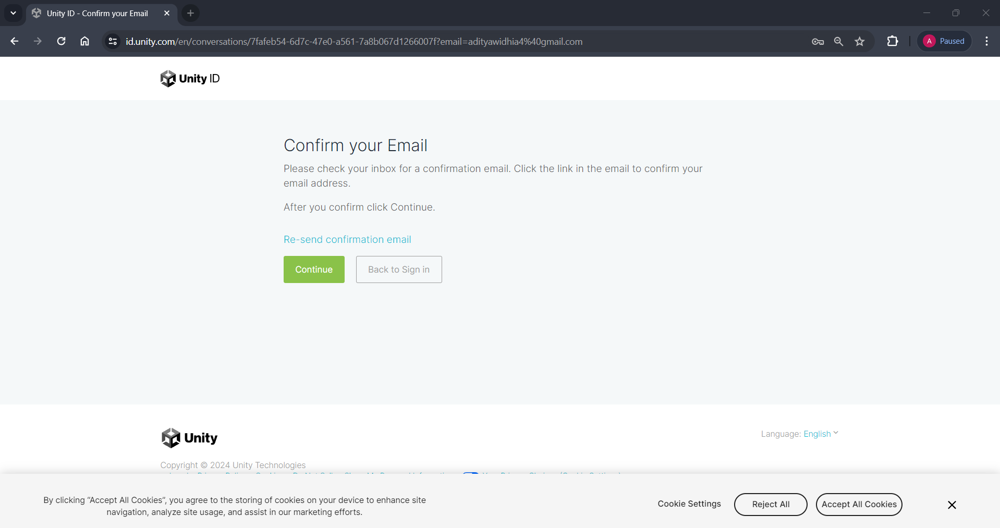 Unity ID - Confirm your Email
id.unity.com/en/conversations/7fafeb54-6d7c-47e0-a561-7a8b067d1266007f?email=adityawidhia4%40gmail.com
A Paused
Unity ID
Confirm your Email
Please check your inbox for a confirmation email. Click the link in the email to confirm your
email address.
After you confirm click Continue.
Re-send confirmation email
Continue Back to Sign in
Unity
Language: English
Copyright © 2024 Unity Technologies
By clicking “Accept All Cookies”, you agree to the storing of cookies on your device to enhance site
navigation, analyze site usage, and assist in our marketing efforts.
Cookie Settings Reject All Accept All Cookies